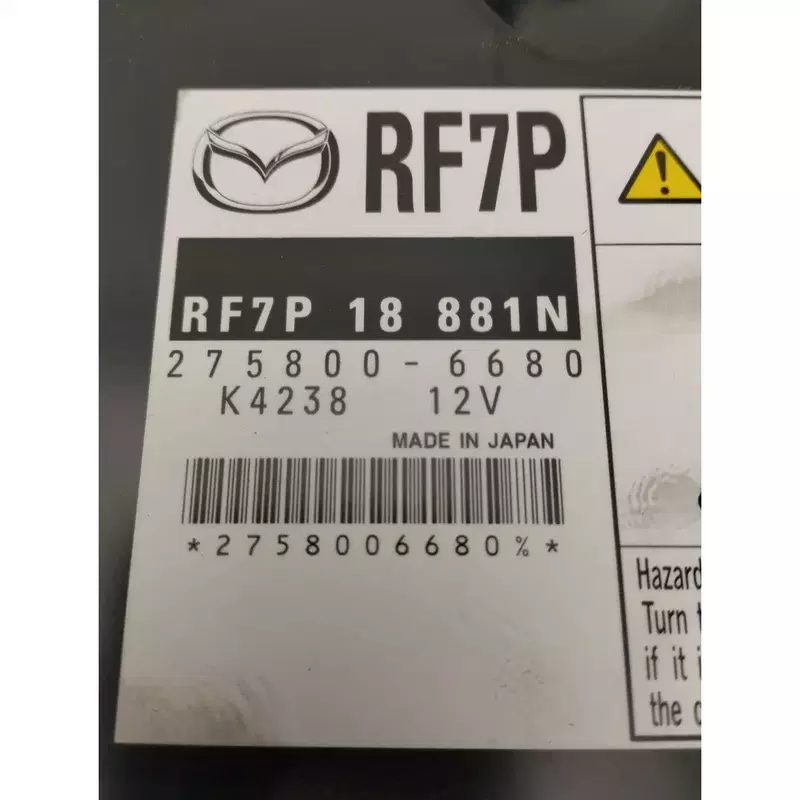 RF7P
RF7P 18 881N
275800-6680
K4238 12V
MADE IN JAPAN
*2758006680%*
Hazard
Turn
if it
the